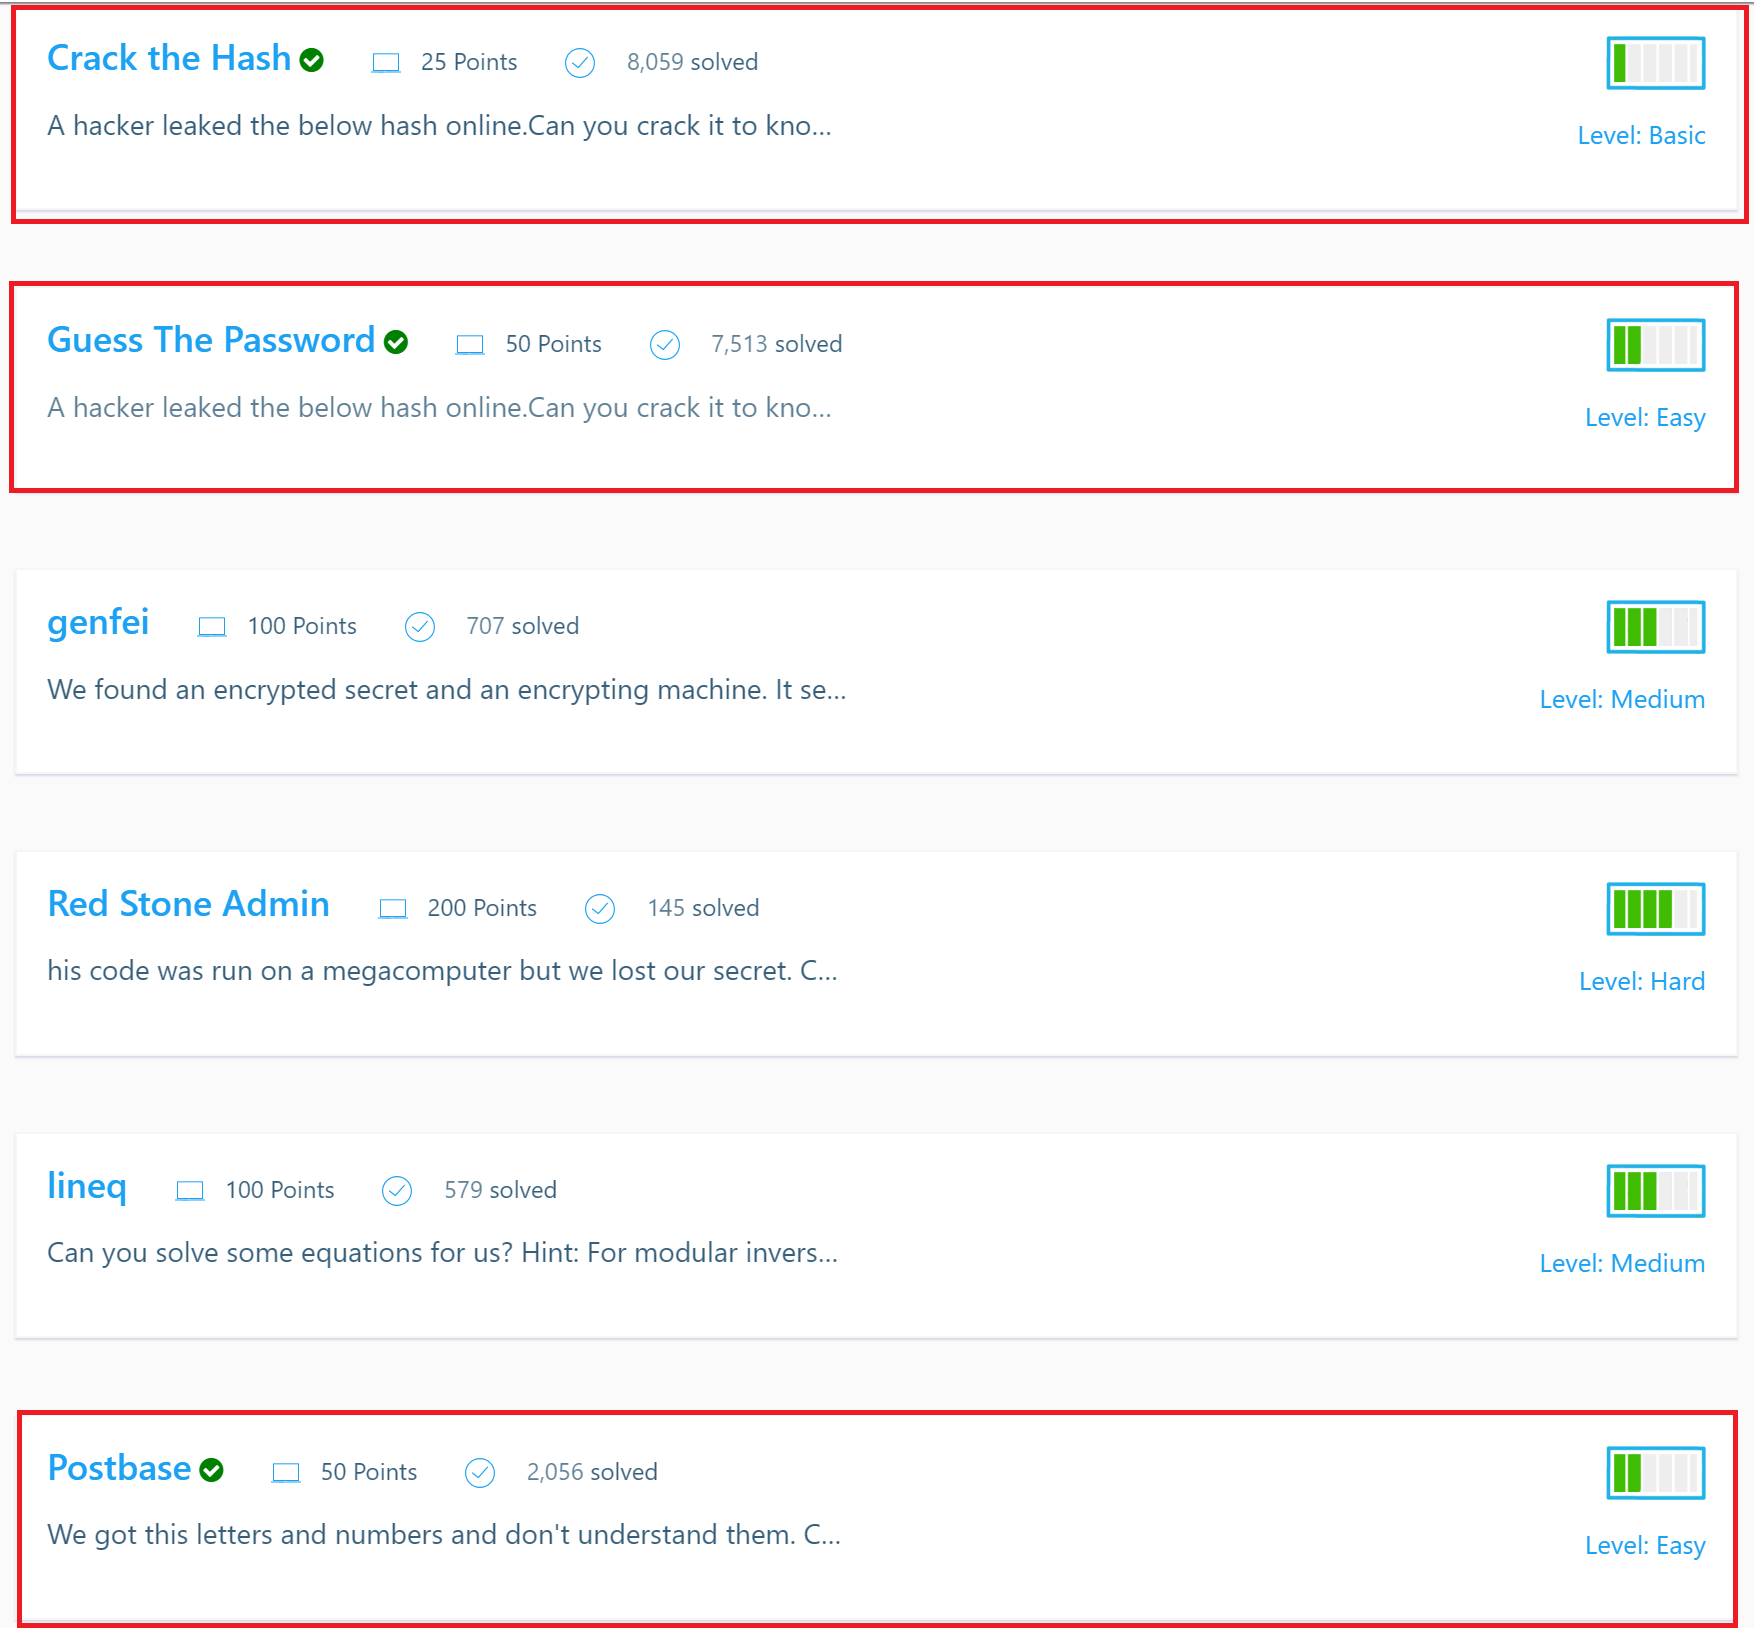 Crack the Hash 25 Points 8,059 solved
A hacker leaked the below hash online.Can you crack it to kno...
Level: Basic
Guess The Password 50 Points 7,513 solved
A hacker leaked the below hash online.Can you crack it to kno...
Level: Easy
genfei 100 Points 707 solved
We found an encrypted secret and an encrypting machine. It se...
Level: Medium
Red Stone Admin 200 Points 145 solved
his code was run on a megacomputer but we lost our secret. C...
Level: Hard
lineq 100 Points 579 solved
Can you solve some equations for us? Hint: For modular invers...
Level: Medium
Postbase 50 Points 2,056 solved
We got this letters and numbers and don't understand them. C...
Level: Easy